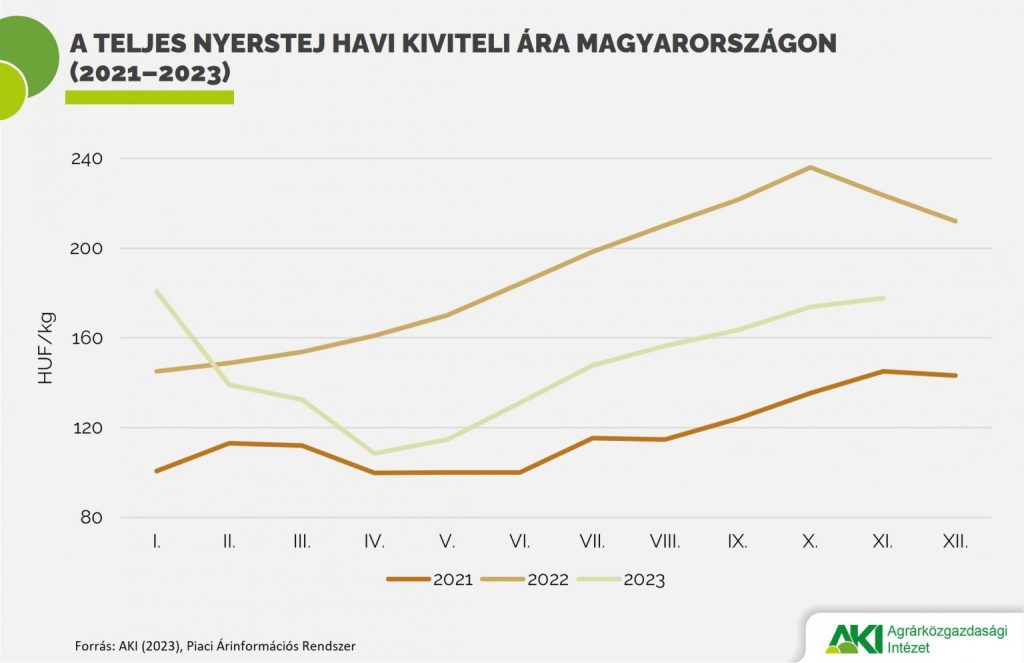 A TELJES NYERSTEJ HAVI KIVITELI ÁRA MAGYARORSZÁGON
(2021–2023)
240
200
160
120
80
HUF/kg
I. II. III. IV. V. VI. VII. VIII. IX. X. XI. XII.
2021 2022 2023
Forrás: AKI (2023), Piaci Árinformációs Rendszer
AKI Agrárközgazdasági
Intézet